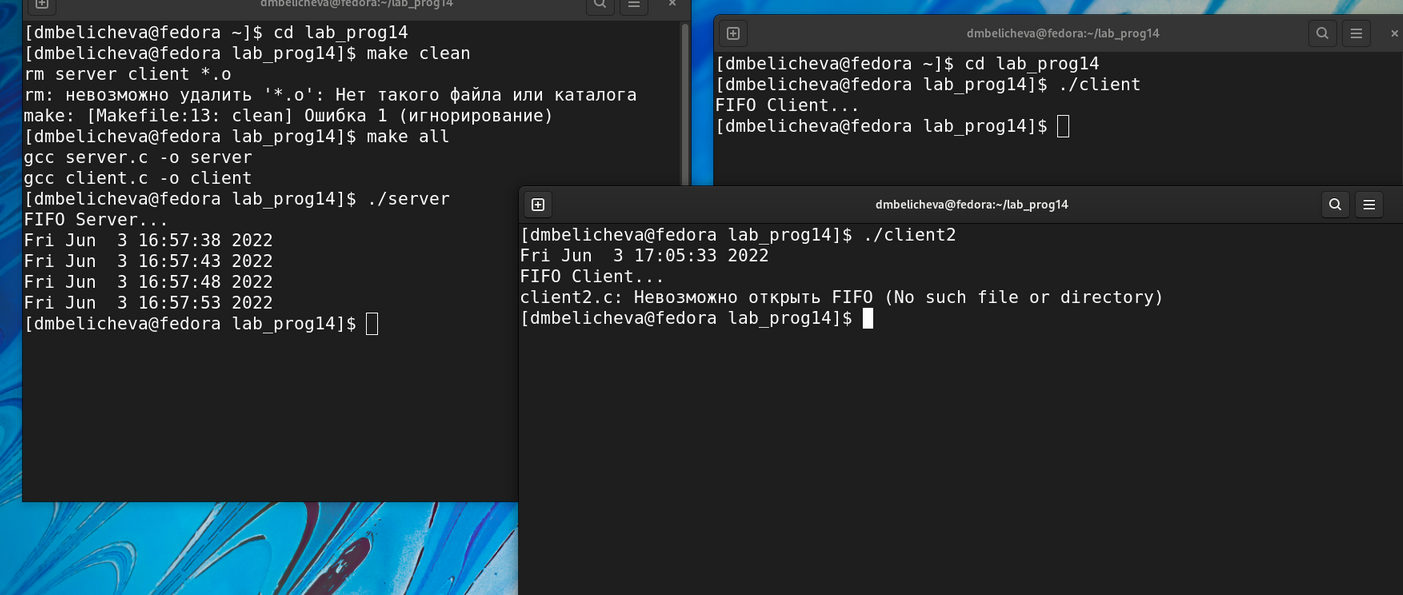 dmbelicheva@fedora:~/lab_prog14
[dmbelicheva@fedora ~]$ cd lab_prog14
[dmbelicheva@fedora lab_prog14]$ make clean
rm server client *.o
rm: невозможно удалить '*.o': Нет такого файла или каталога
make: [Makefile:13: clean] Ошибка 1 (игнорирование)
[dmbelicheva@fedora lab_prog14]$ make all
gcc server.c -o server
gcc client.c -o client
[dmbelicheva@fedora lab_prog14]$ ./server
FIFO Server...
Fri Jun  3 16:57:38 2022
Fri Jun  3 16:57:43 2022
Fri Jun  3 16:57:48 2022
Fri Jun  3 16:57:53 2022
[dmbelicheva@fedora lab_prog14]$
dmbelicheva@fedora:~/lab_prog14
[dmbelicheva@fedora ~]$ cd lab_prog14
[dmbelicheva@fedora lab_prog14]$ ./client
FIFO Client...
[dmbelicheva@fedora lab_prog14]$
dmbelicheva@fedora:~/lab_prog14
[dmbelicheva@fedora lab_prog14]$ ./client2
Fri Jun  3 17:05:33 2022
FIFO Client...
client2.c: Невозможно открыть FIFO (No such file or directory)
[dmbelicheva@fedora lab_prog14]$